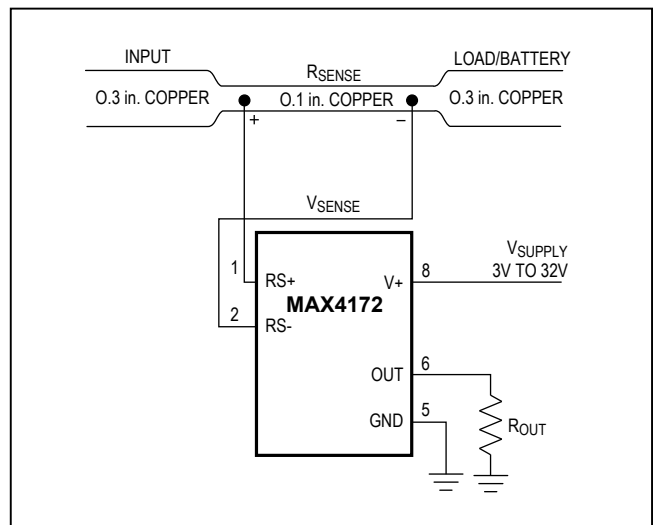 INPUT
RSENSE
LOAD/BATTERY
O.3 in. COPPER
O.1 in. COPPER
O.3 in. COPPER
+
–
VSENSE
VSUPPLY
3V TO 32V
1
RS+
V+
8
MAX4172
2
RS-
OUT
6
GND
5
ROUT